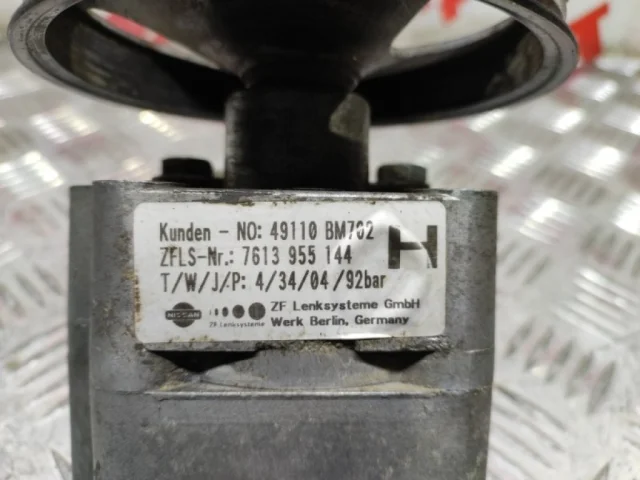 Kunden - NO: 49110 BM702
ZFLS-Nr.: 7613 955 144
H
T/W/J/P: 4/34/04/92bar
NISSAN
ZF Lenksysteme
ZF Lenksysteme GmbH
Werk Berlin, Germany